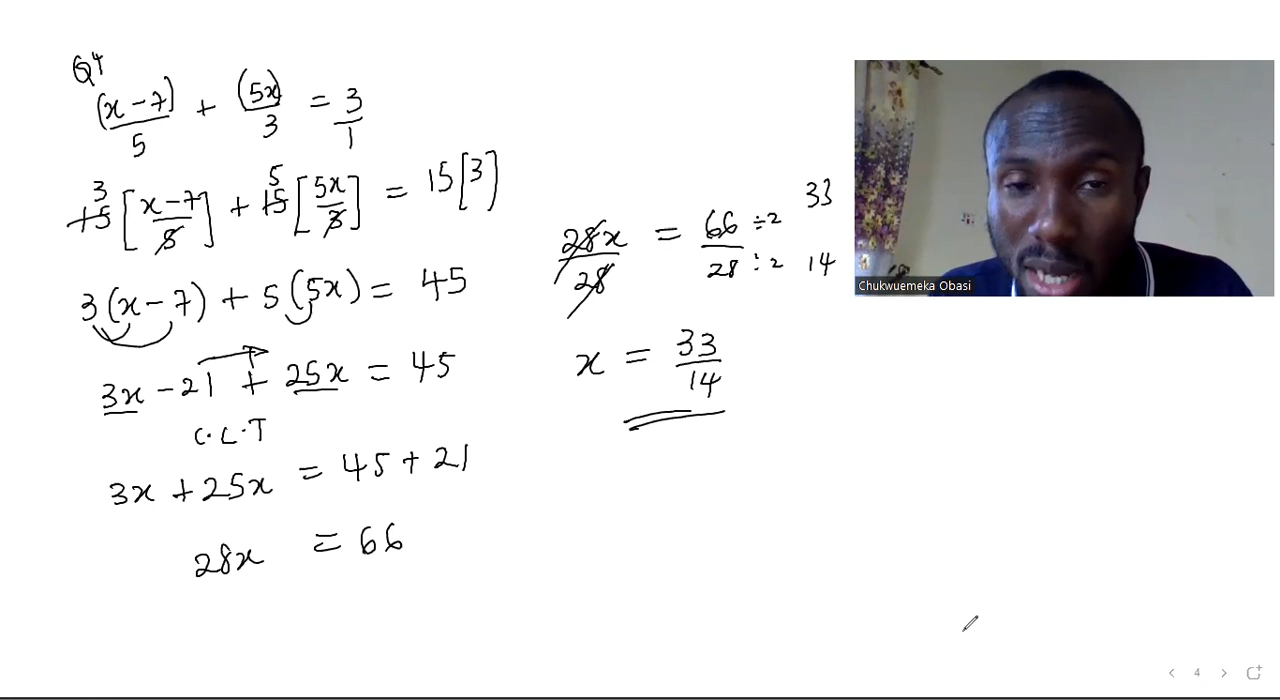 Q4
(x-7)/5 + (5x)/3 = 3/1
3 5
15[x-7/5] + 15[5x/3] = 15[3]
3(x-7) + 5(5x) = 45
3x - 21 + 25x = 45
C.L.T
3x + 25x = 45 + 21
28x = 66
28x/28 = 66/28 ÷2 ÷2 33 14
x = 33/14
Chukwuemeka Obasi
4